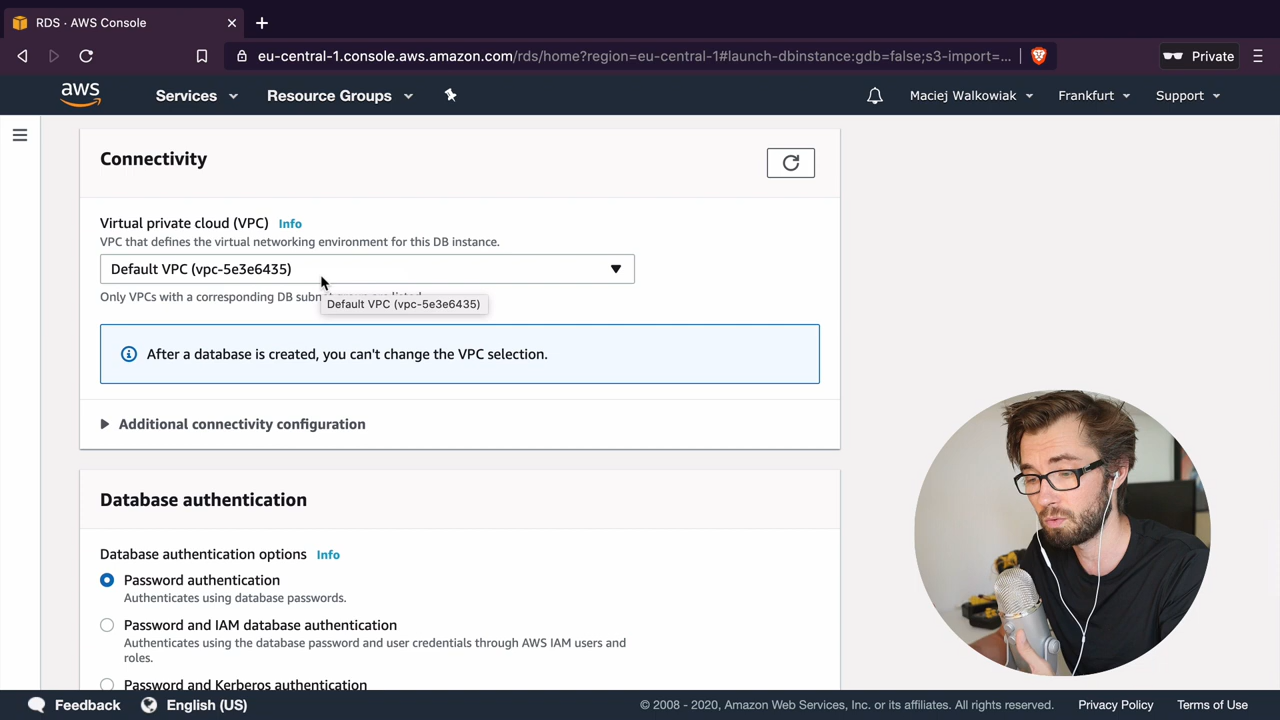 RDS · AWS Console
eu-central-1.console.aws.amazon.com/rds/home?region=eu-central-1#launch-dbinstance:gdb=false;s3-import=...
Private
aws
Services
Resource Groups
Maciej Walkowiak
Frankfurt
Support
Connectivity
Virtual private cloud (VPC) Info
VPC that defines the virtual networking environment for this DB instance.
Default VPC (vpc-5e3e6435)
Only VPCs with a corresponding DB
Default VPC (vpc-5e3e6435)
After a database is created, you can't change the VPC selection.
Additional connectivity configuration
Database authentication
Database authentication options Info
Password authentication
Authenticates using database passwords.
Password and IAM database authentication
Authenticates using the database password and user credentials through AWS IAM users and
roles.
Password and Kerberos authentication
Feedback
English (US)
© 2008 - 2020, Amazon Web Services, Inc. or its affiliates. All rights reserved.
Privacy Policy
Terms of Use